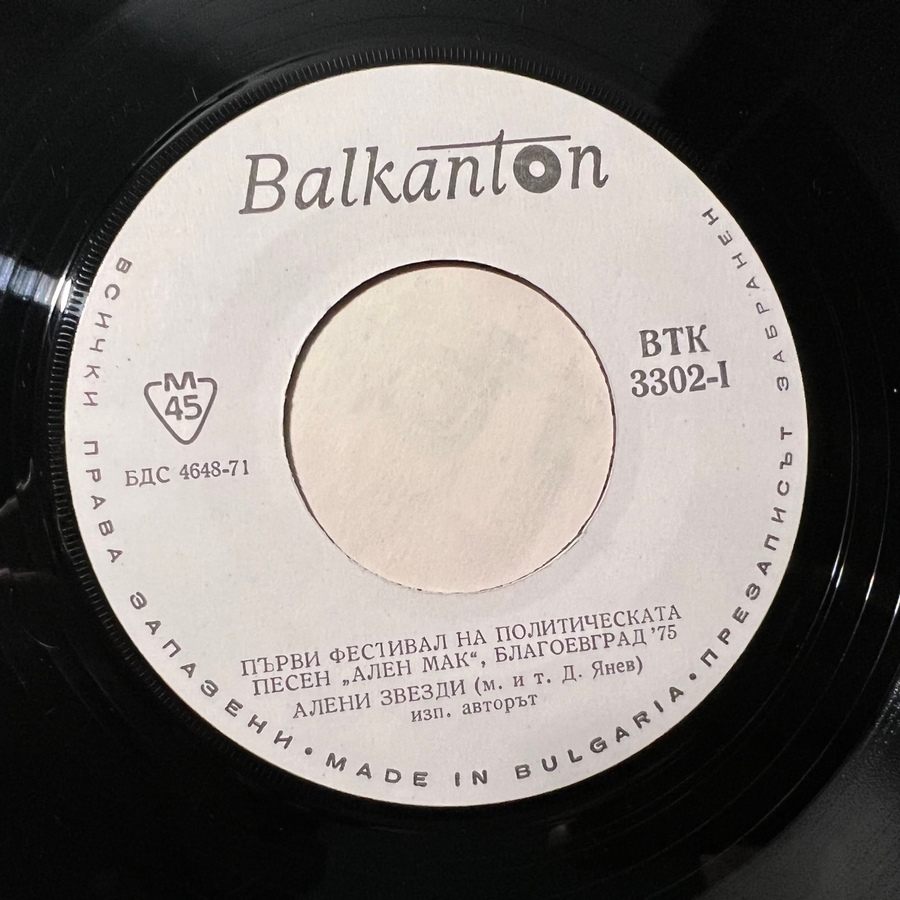 Balkanton
ВТК
3302-I
M
45
БДС 4648-71
ПЪРВИ ФЕСТИВАЛ НА ПОЛИТИЧЕСКАТА
ПЕСЕН „АЛЕН МАК“, БЛАГОЕВГРАД '75
АЛЕНИ ЗВЕЗДИ (м. и т. Д. Янев)
изп. авторът
ВСИЧКИ ПРАВА ЗАПАЗЕНИ • MADE IN BULGARIA • ПРЕЗАПИСЪТ ЗАБРАНЕН